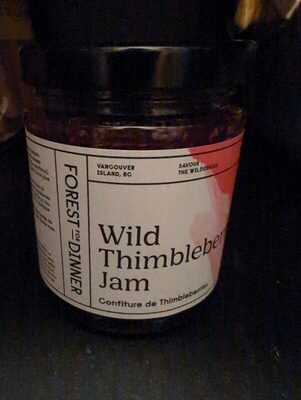 FOREST FOR DINNER
VANCOUVER
ISLAND, BC
SAVOUR
THE WILDERNESS
Wild
Thimbleber
Jam
Confiture de Thimbleberries